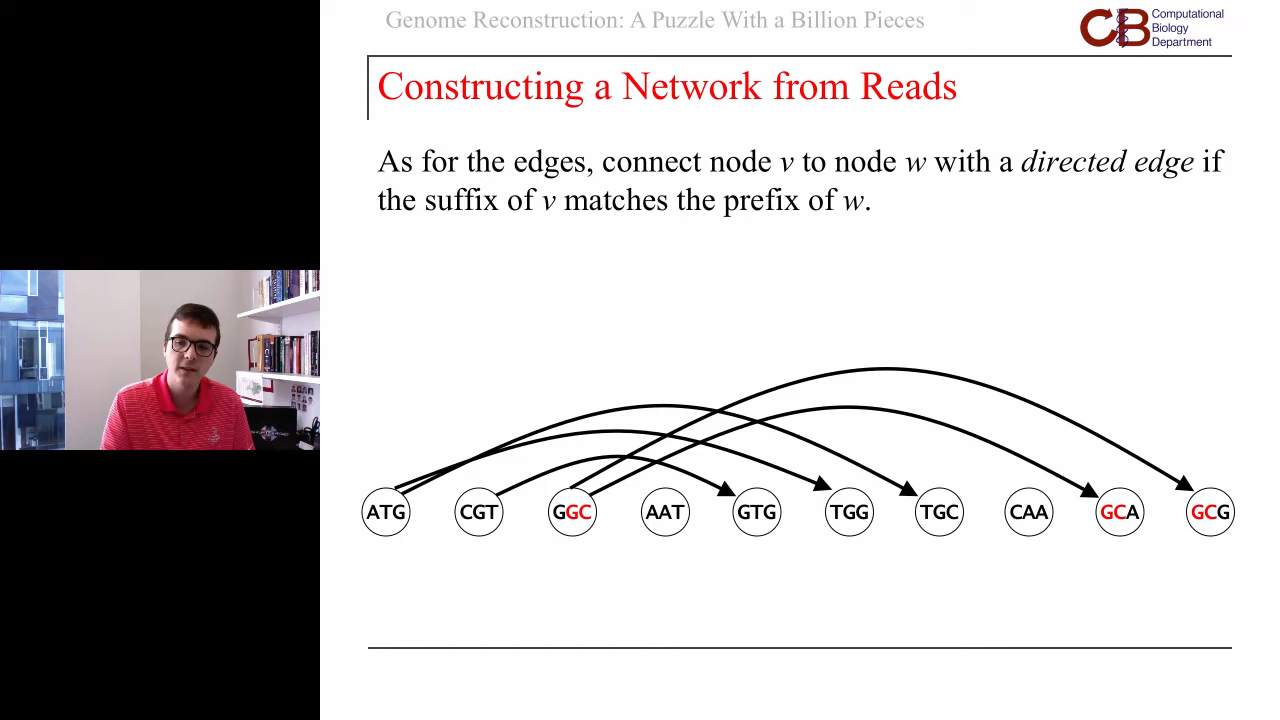 Genome Reconstruction: A Puzzle With a Billion Pieces
CB Computational
Biology
Department
Constructing a Network from Reads
As for the edges, connect node v to node w with a directed edge if
the suffix of v matches the prefix of w.
ATG CGT GGC AAT GTG TGG TGC CAA GCA GCG